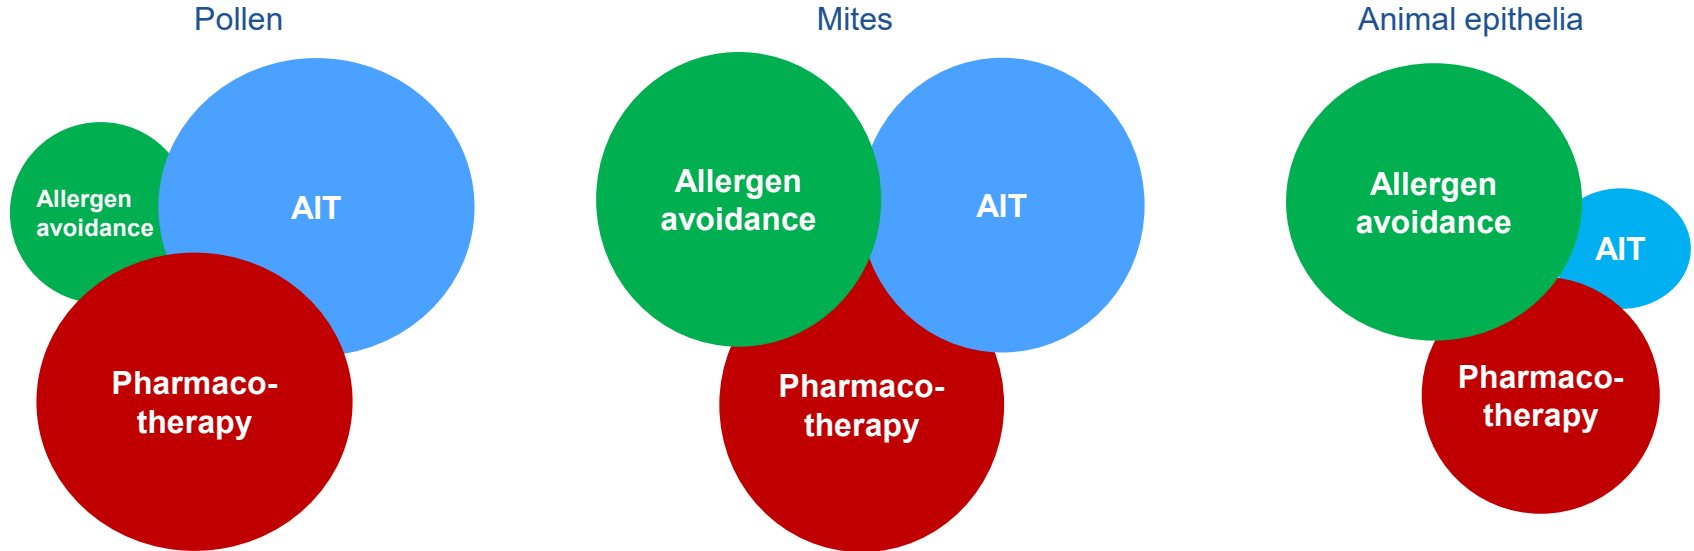 Pollen
Allergen
avoidance
AIT
Pharmaco-
therapy
Mites
Allergen
avoidance
AIT
Pharmaco-
therapy
Animal epithelia
Allergen
avoidance
AIT
Pharmaco-
therapy